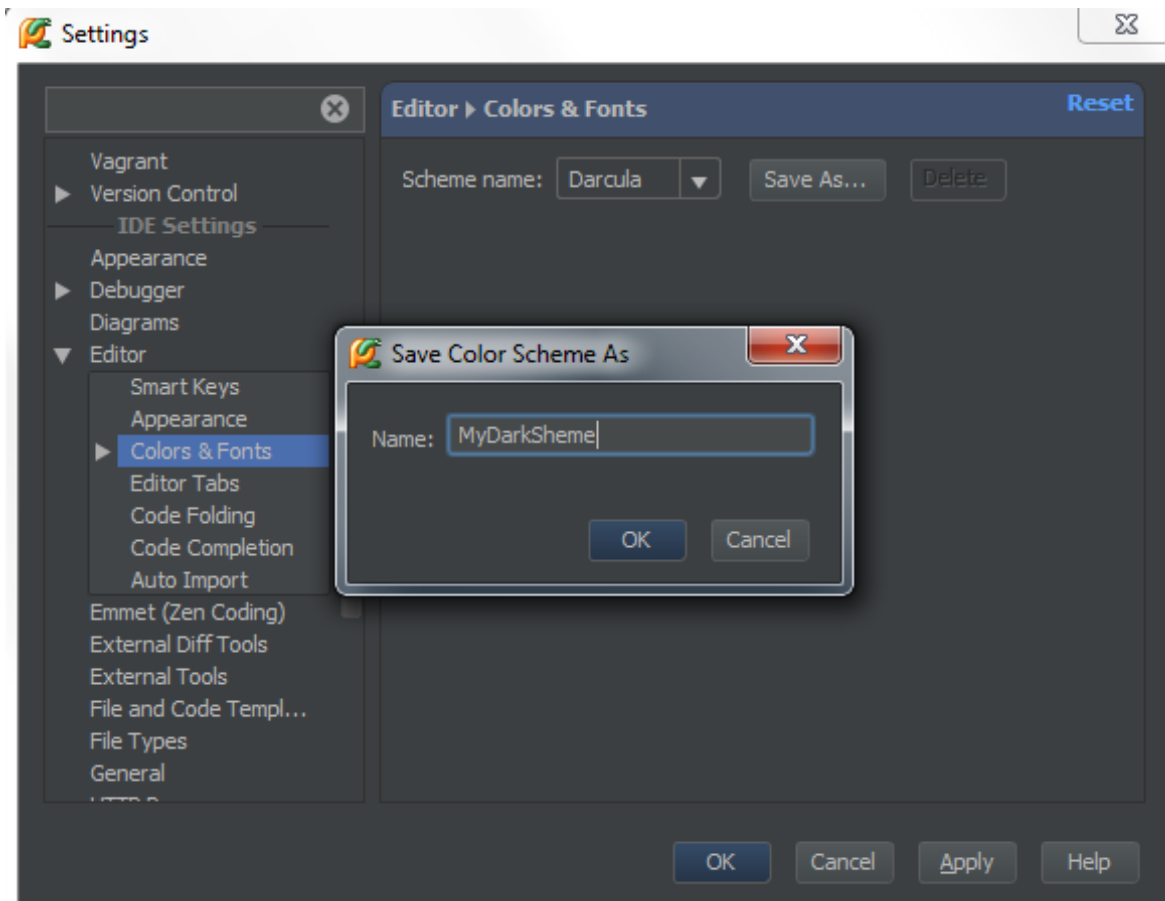 Settings
Editor Colors & Fonts Reset
Vagrant
Version Control
IDE Settings
Appearance
Debugger
Diagrams
Editor
Smart Keys
Appearance
Colors & Fonts
Editor Tabs
Code Folding
Code Completion
Auto Import
Emmet (Zen Coding)
External Diff Tools
External Tools
File and Code Templ...
File Types
General
Scheme name: Darcula Save As... Delete
Save Color Scheme As
Name: MyDarkSheme
OK Cancel
OK Cancel Apply Help